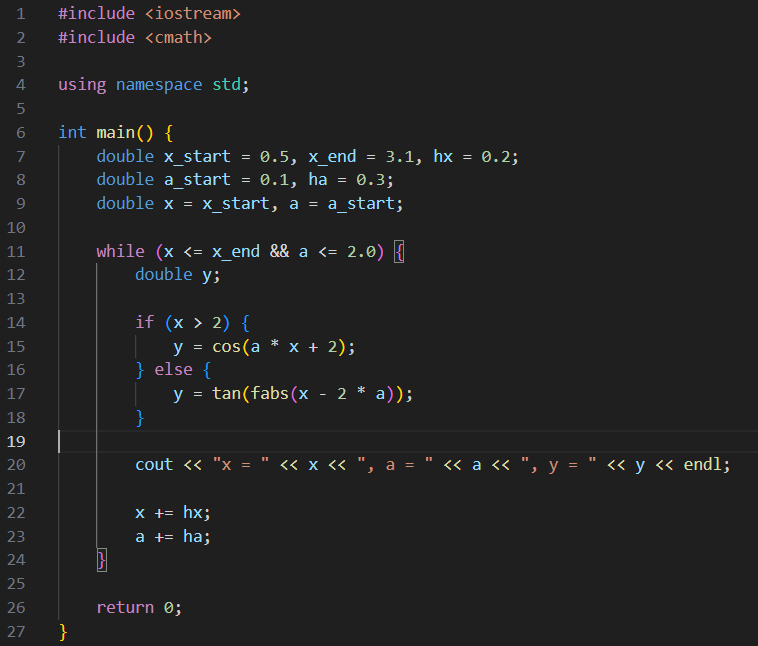 1 #include <iostream>
2 #include <cmath>
3
4 using namespace std;
5
6 int main() {
7     double x_start = 0.5, x_end = 3.1, hx = 0.2;
8     double a_start = 0.1, ha = 0.3;
9     double x = x_start, a = a_start;
10
11     while (x <= x_end && a <= 2.0) {
12         double y;
13
14         if (x > 2) {
15             y = cos(a * x + 2);
16         } else {
17             y = tan(fabs(x - 2 * a));
18         }
19
20         cout << "x = " << x << ", a = " << a << ", y = " << y << endl;
21
22         x += hx;
23         a += ha;
24     }
25
26     return 0;
27 }